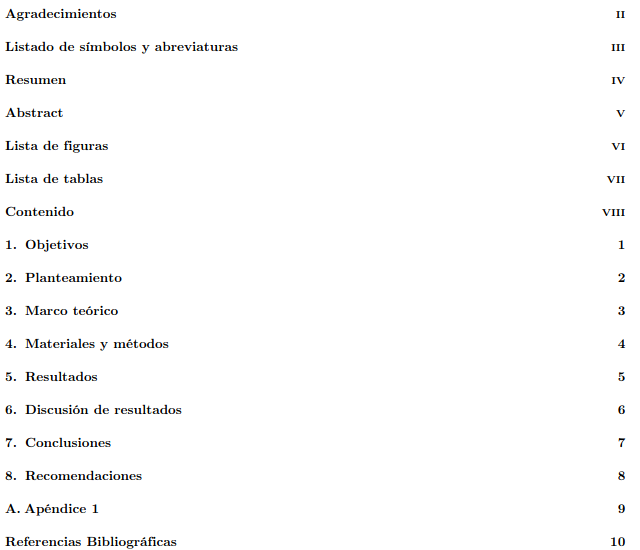 Agradecimientos II
Listado de símbolos y abreviaturas III
Resumen IV
Abstract V
Lista de figuras VI
Lista de tablas VII
Contenido VIII
1. Objetivos 1
2. Planteamiento 2
3. Marco teórico 3
4. Materiales y métodos 4
5. Resultados 5
6. Discusión de resultados 6
7. Conclusiones 7
8. Recomendaciones 8
A. Apéndice 1 9
Referencias Bibliográficas 10